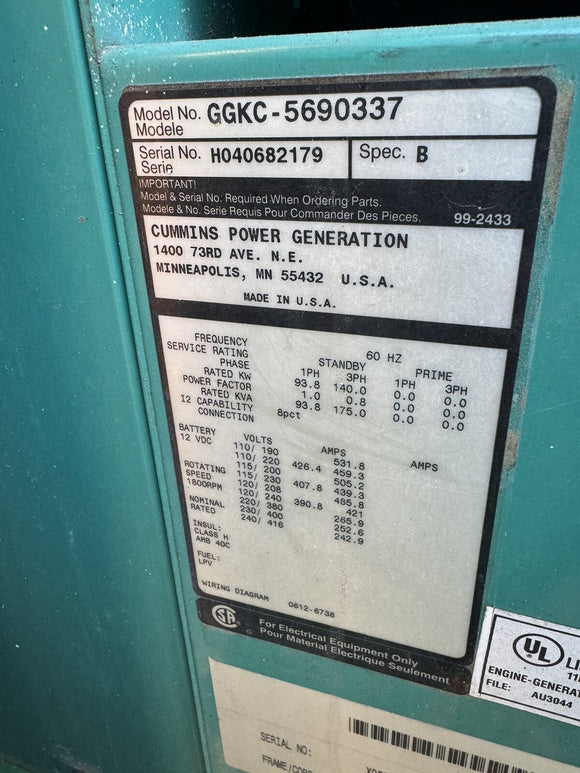 Model No. GGKC-5690337
Modele
Serial No. H040682179 Spec. B
Serie
IMPORTANT!
Model & Serial No. Required When Ordering Parts.
Modele & No. Serie Requis Pour Commander Des Pieces. 99-2433
CUMMINS POWER GENERATION
1400 73RD AVE. N.E.
MINNEAPOLIS, MN 55432 U.S.A.
MADE IN U.S.A.
FREQUENCY 60 HZ
SERVICE RATING STANDBY PRIME
PHASE 1PH 3PH 1PH 3PH
RATED KW 93.8 140.0 0.0 0.0
POWER FACTOR 1.0 0.8 0.0 0.0
RATED KVA 93.8 175.0 0.0 0.0
I2 CAPABILITY 8pct
CONNECTION
BATTERY VOLTS AMPS AMPS
12 VDC 110/ 190 531.8
110/ 220 459.3
ROTATING 115/ 200 426.4 505.2
SPEED 115/ 230 439.3
1800RPM 120/ 208 407.8 485.8
120/ 240 421
NOMINAL 220/ 380 390.8 265.9
RATED 230/ 400 252.6
240/ 416 242.9
INSUL:
CLASS H
AMB 40C
FUEL:
LPV
WIRING DIAGRAM 0612-6738
SA
For Electrical Equipment Only
Pour Material Electrique Seulement
UL
ENGINE-GENERAT
FILE: AU3044
SERIAL NO: